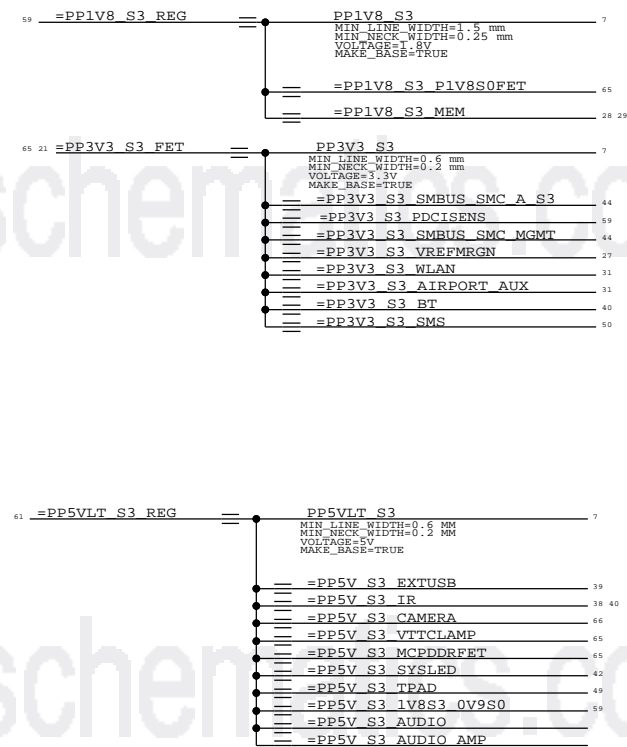 59 =PP1V8_S3_REG PP1V8_S3 7
MIN_LINE_WIDTH=1.5 mm
MIN_NECK_WIDTH=0.25 mm
VOLTAGE=1.8V
MAKE_BASE=TRUE
=PP1V8_S3_P1V8S0FET 65
=PP1V8_S3_MEM 28 29
65 21 =PP3V3_S3_FET PP3V3_S3 7
MIN_LINE_WIDTH=0.6 mm
MIN_NECK_WIDTH=0.2 mm
VOLTAGE=3.3V
MAKE_BASE=TRUE
=PP3V3_S3_SMBUS_SMC_A_S3 44
=PP3V3_S3_PDCISENS 59
=PP3V3_S3_SMBUS_SMC_MGMT 44
=PP3V3_S3_VREFMRGN 27
=PP3V3_S3_WLAN 31
=PP3V3_S3_AIRPORT_AUX 31
=PP3V3_S3_BT 40
=PP3V3_S3_SMS 50
schematics.co
61 =PP5VLT_S3_REG PP5VLT_S3 7
MIN_LINE_WIDTH=0.6 MM
MIN_NECK_WIDTH=0.2 MM
VOLTAGE=5V
MAKE_BASE=TRUE
=PP5V_S3_EXTUSB 39
=PP5V_S3_IR 38 40
=PP5V_S3_CAMERA 66
=PP5V_S3_VTTCLAMP 65
=PP5V_S3_MCPDDRFET 65
=PP5V_S3_SYSLED 42
=PP5V_S3_TPAD 49
=PP5V_S3_1V8S3_0V9S0 59
=PP5V_S3_AUDIO
=PP5V_S3_AUDIO_AMP
schematics.co